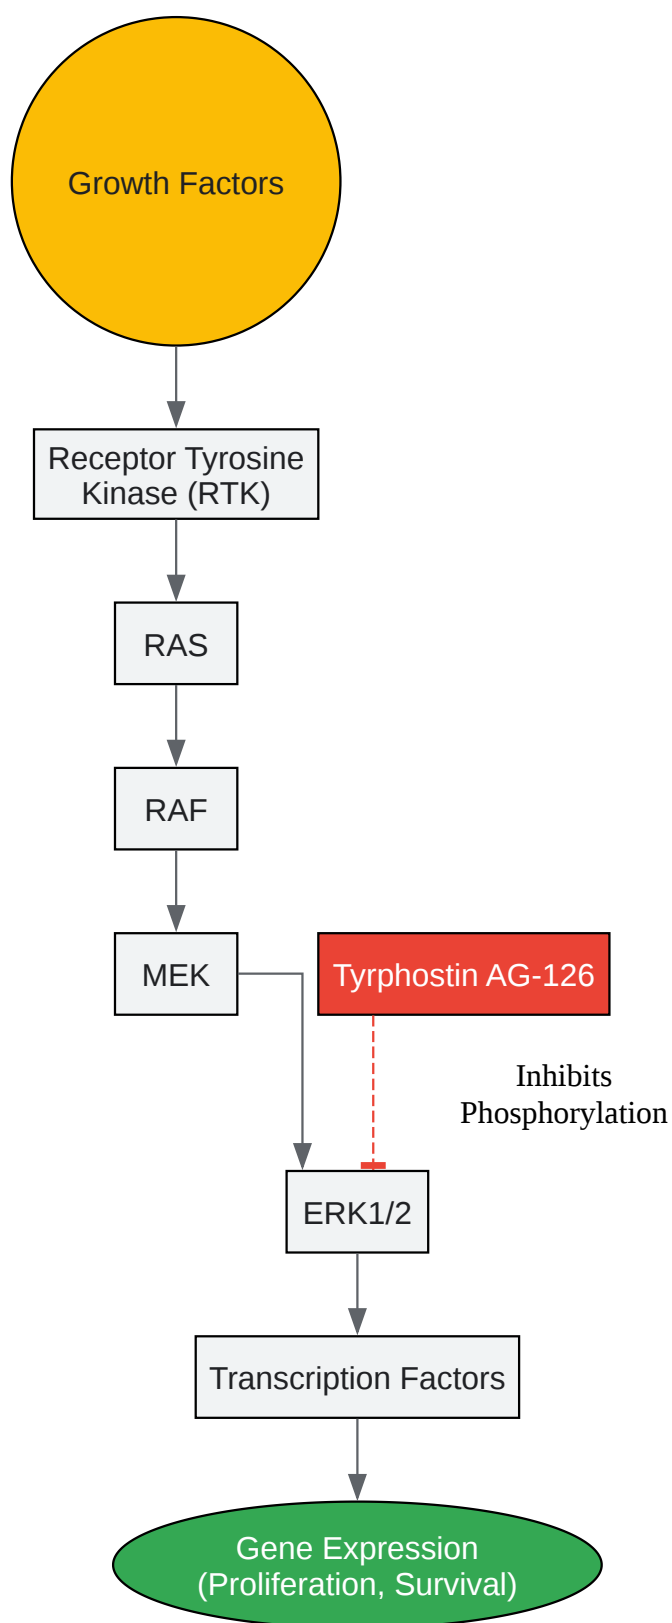 Growth Factors
Receptor Tyrosine
Kinase (RTK)
RAS
RAF
MEK
Tyrphostin AG-126
Inhibits
Phosphorylation
ERK1/2
Transcription Factors
Gene Expression
(Proliferation, Survival)